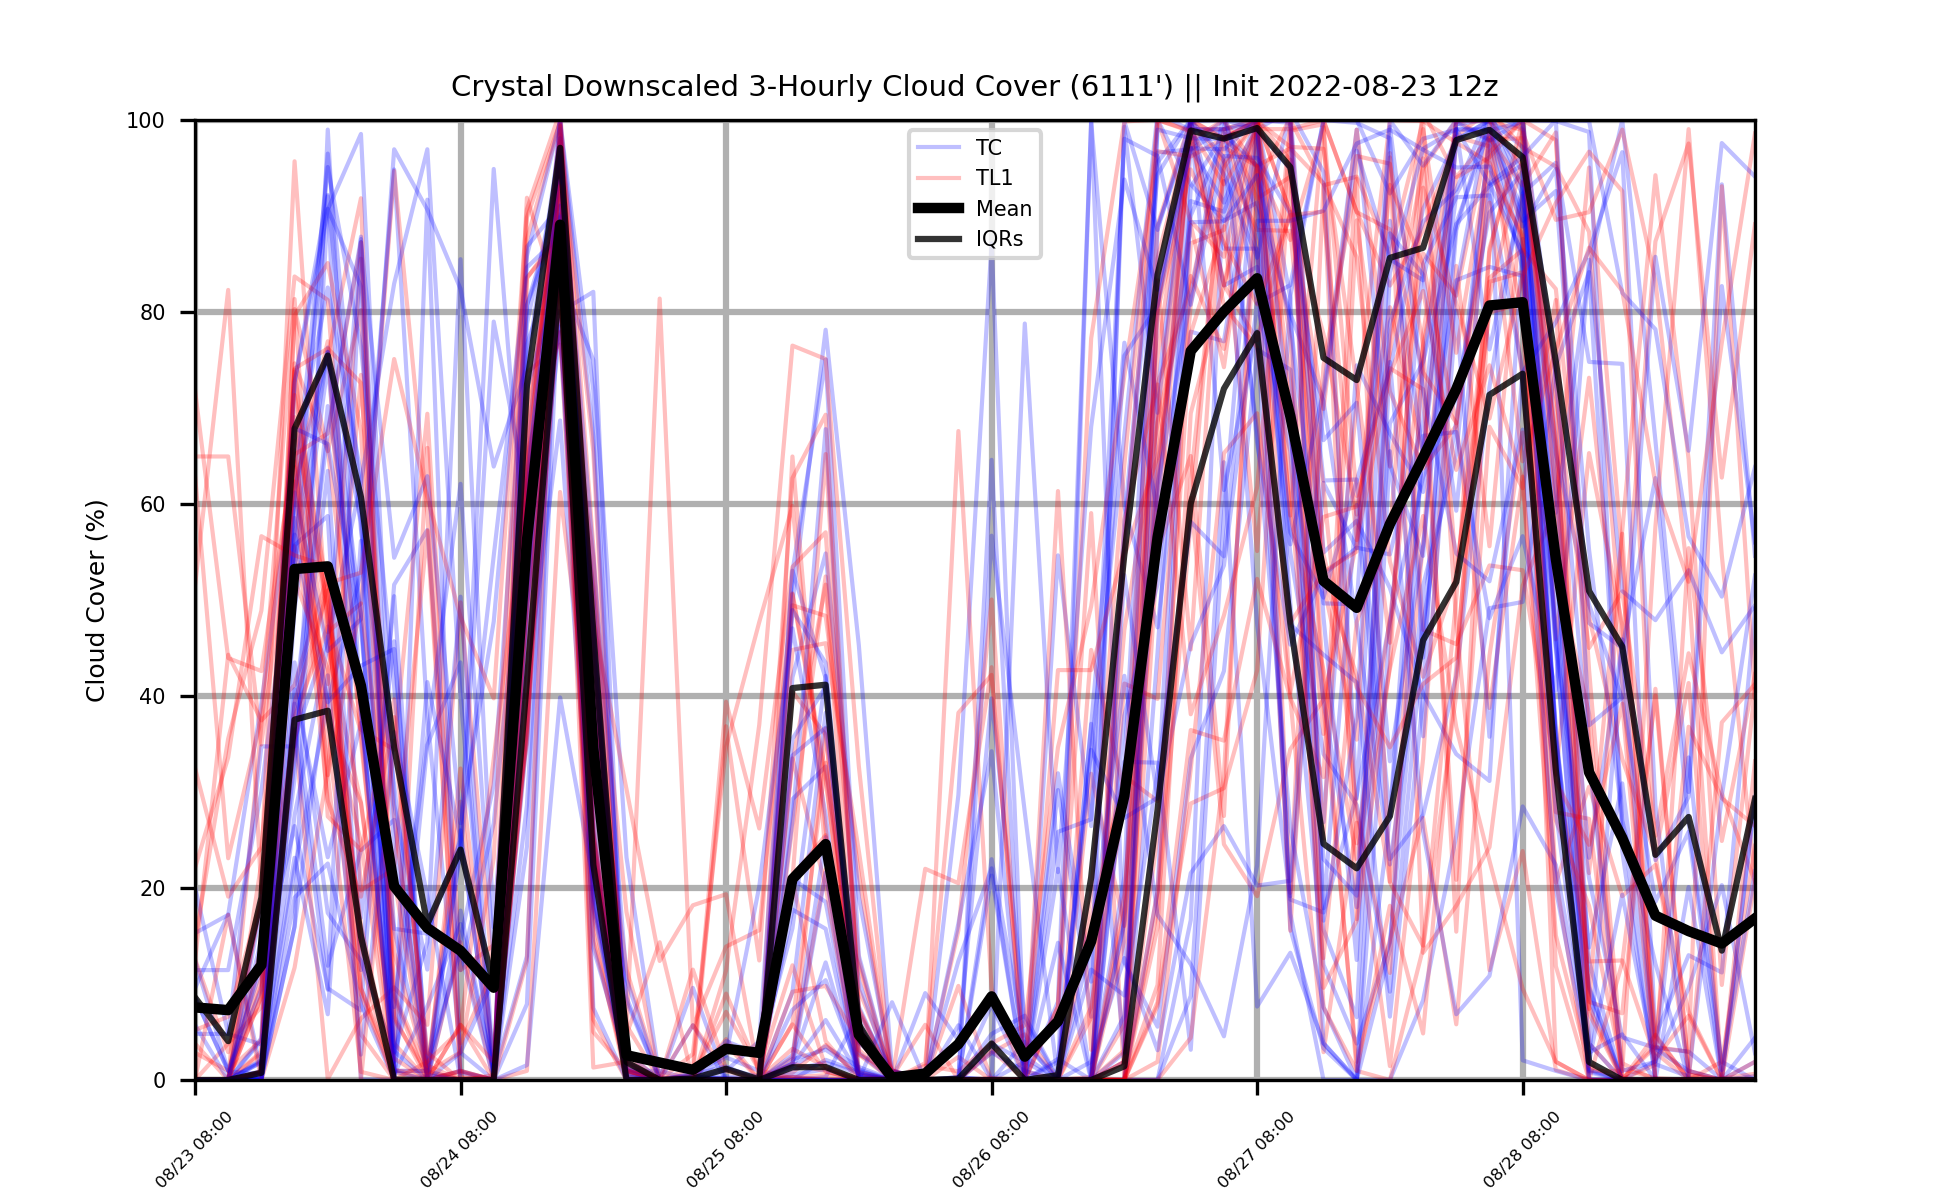 Crystal Downscaled 3-Hourly Cloud Cover (6111') || Init 2022-08-23 12z
TC
TL1
Mean
IQRs
Cloud Cover (%)
100
80
60
40
20
0
08/23 08:00
08/24 08:00
08/25 08:00
08/26 08:00
08/27 08:00
08/28 08:00